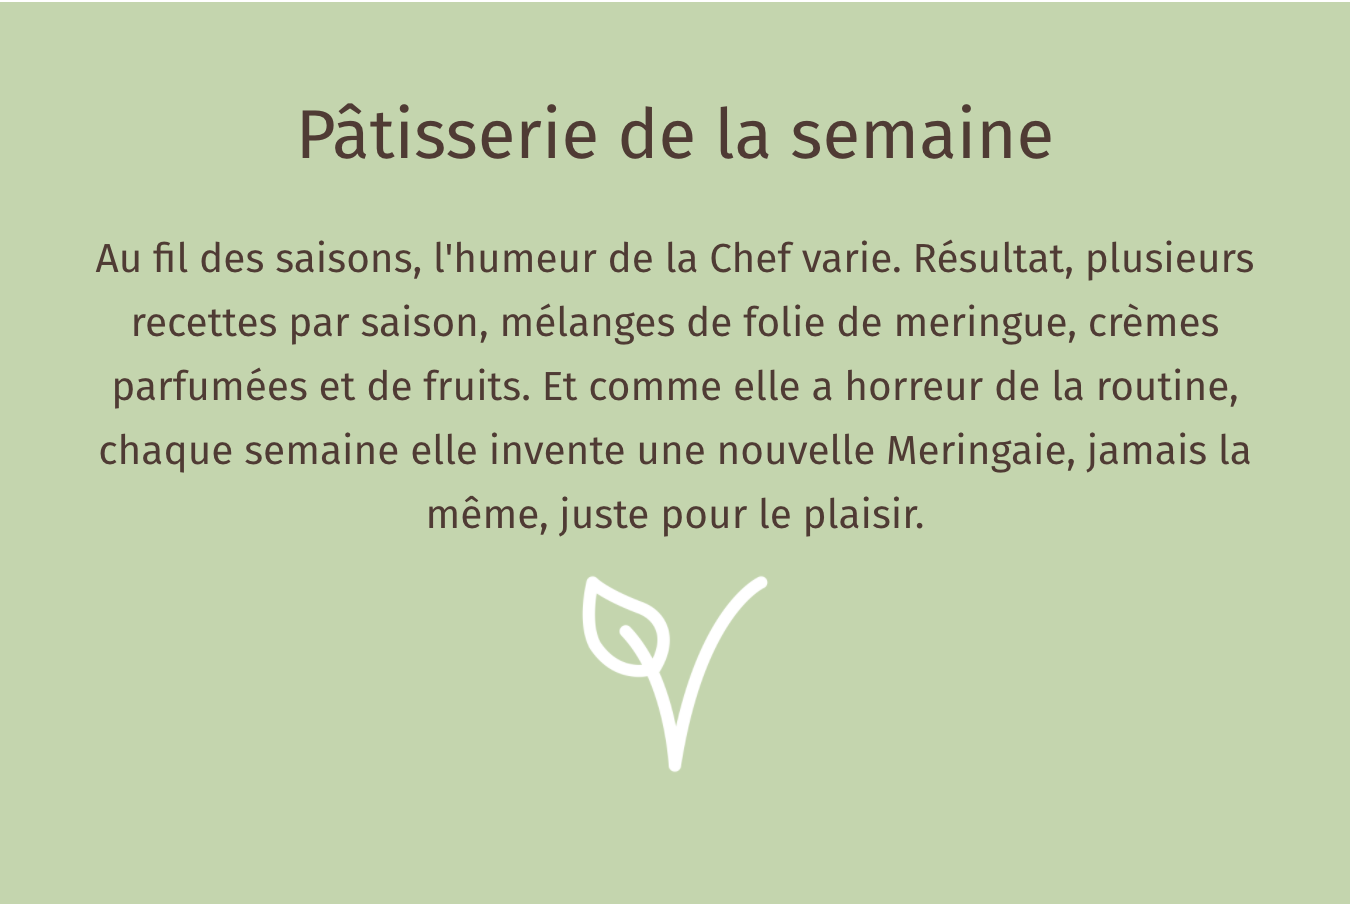 Pâtisserie de la semaine
Au fil des saisons, l'humeur de la Chef varie. Résultat, plusieurs
recettes par saison, mélanges de folie de meringue, crèmes
parfumées et de fruits. Et comme elle a horreur de la routine,
chaque semaine elle invente une nouvelle Meringaie, jamais la
même, juste pour le plaisir.